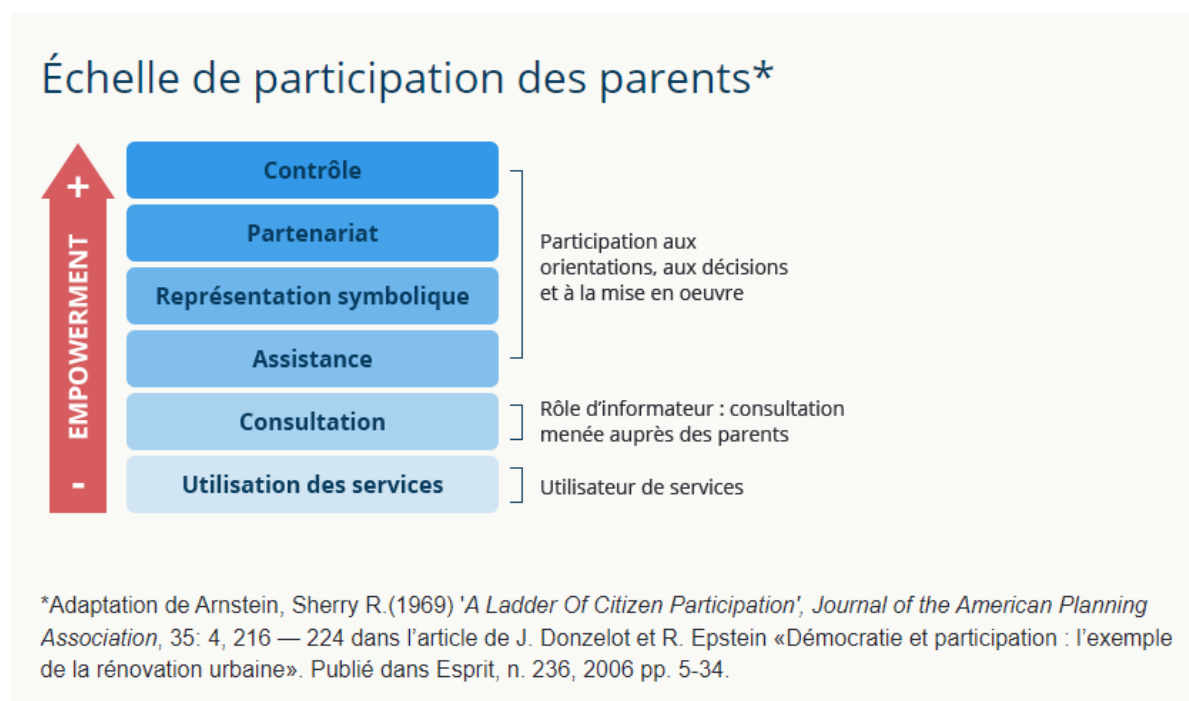 Échelle de participation des parents*
+
EMPOWERMENT
-
Contrôle
Partenariat
Représentation symbolique
Assistance
Consultation
Utilisation des services
Participation aux
orientations, aux décisions
et à la mise en oeuvre
Rôle d'informateur : consultation
menée auprès des parents
Utilisateur de services
*Adaptation de Arnstein, Sherry R.(1969) 'A Ladder Of Citizen Participation', Journal of the American Planning
Association, 35: 4, 216 — 224 dans l'article de J. Donzelot et R. Epstein «Démocratie et participation : l'exemple
de la rénovation urbaine». Publié dans Esprit, n. 236, 2006 pp. 5-34.